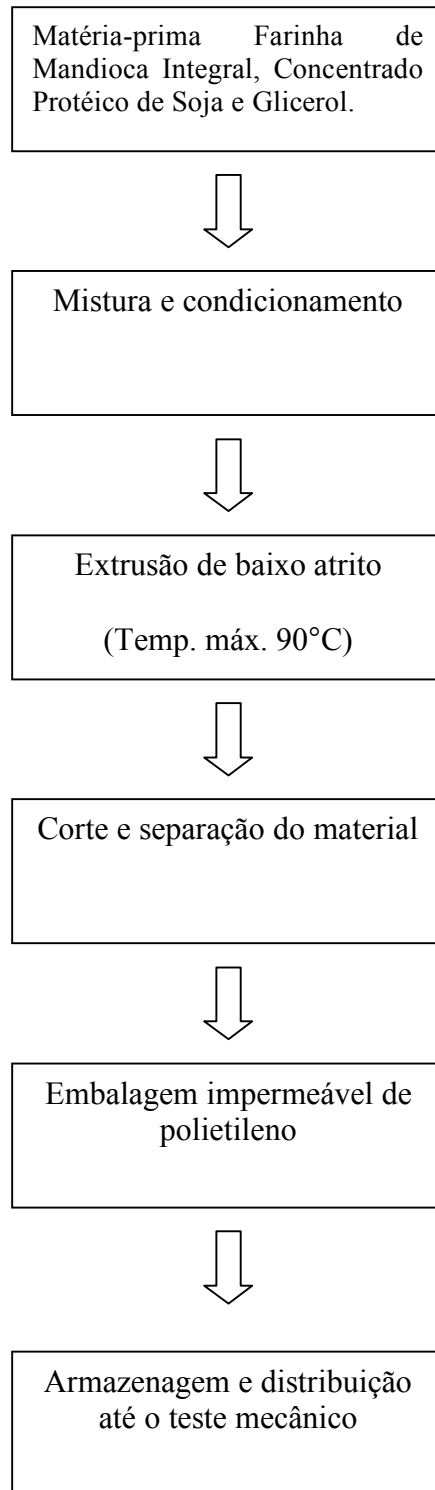 Matéria-prima Farinha de
Mandioca Integral, Concentrado
Protéico de Soja e Glicerol.
Mistura e condicionamento
Extrusão de baixo atrito
(Temp. máx. 90°C)
Corte e separação do material
Embalagem impermeável de
polietileno
Armazenagem e distribuição
até o teste mecânico